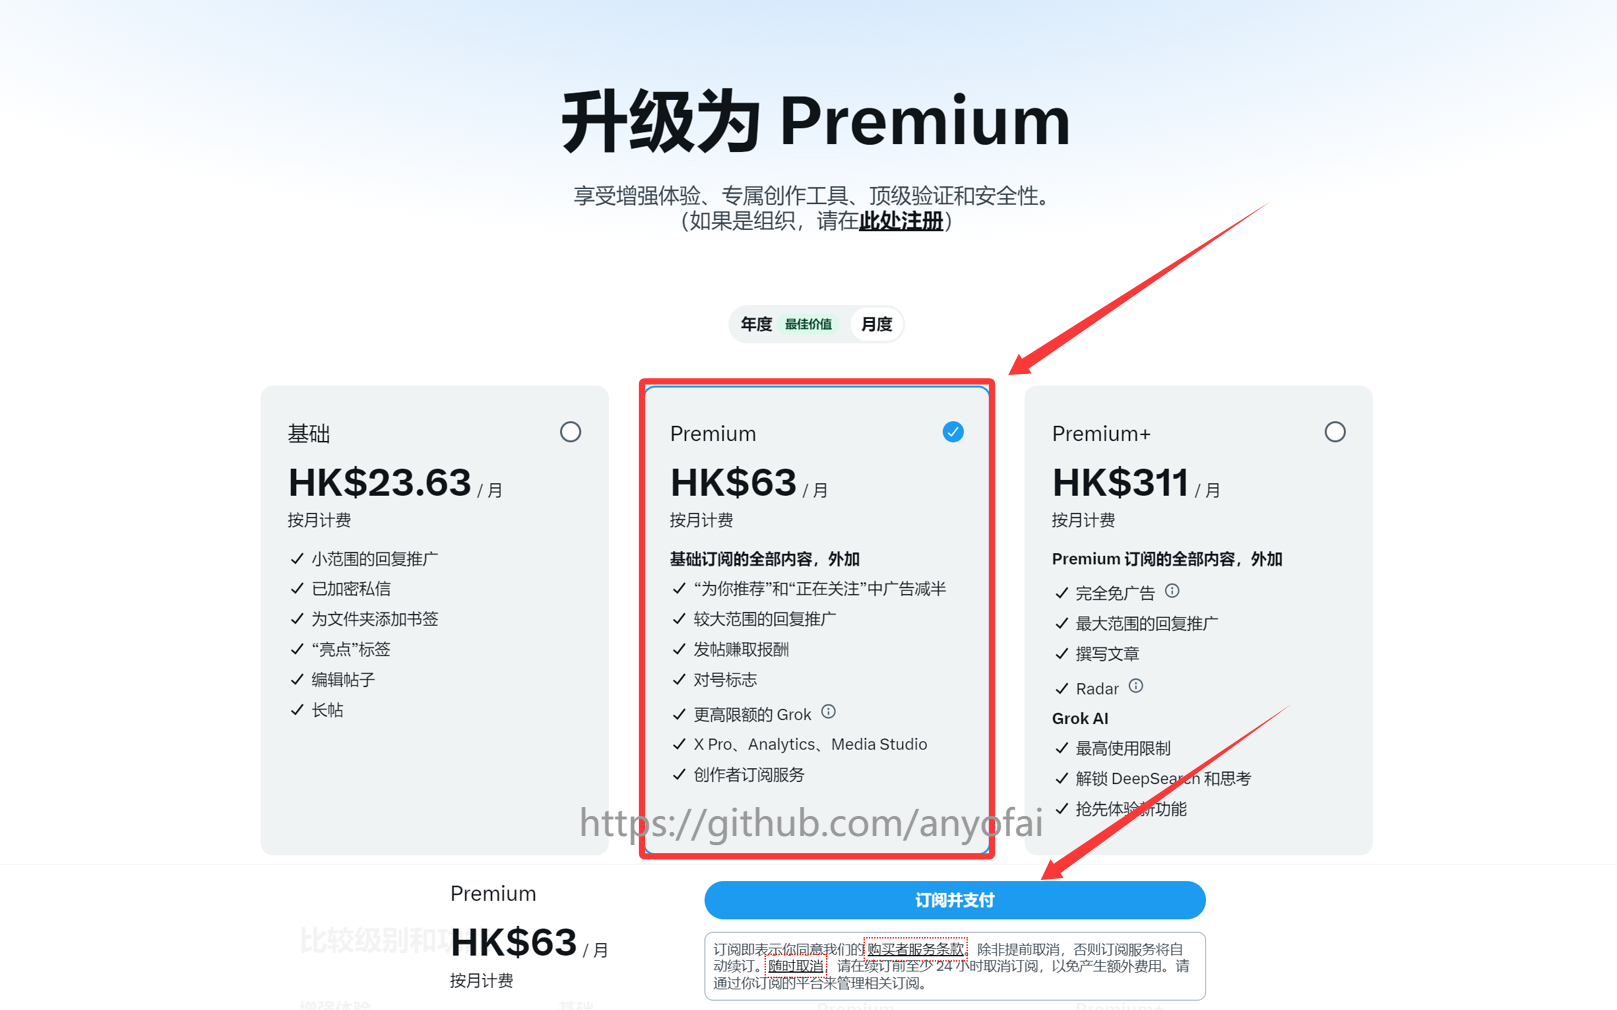 升级为 Premium
享受增强体验、专属创作工具、顶级验证和安全性。
（如果是组织，请在此处注册）
年度 最佳价值 月度
基础
HK$23.63 / 月
按月计费
小范围的回复推广
已加密私信
为文件夹添加书签
“亮点”标签
编辑帖子
长帖
Premium
HK$63 / 月
按月计费
基础订阅的全部内容，外加
“为你推荐”和“正在关注”中广告减半
较大范围的回复推广
发帖赚取报酬
对号标志
更高限额的 Grok
X Pro、Analytics、Media Studio
创作者订阅服务
Premium+
HK$311 / 月
按月计费
Premium 订阅的全部内容，外加
完全免广告
最大范围的回复推广
撰写文章
Radar
Grok AI
最高使用限制
解锁 DeepSearch 和思考
抢先体验新功能
https://github.com/anyofai
Premium
比较级别和功
HK$63 / 月
按月计费
订阅并支付
订阅即表示你同意我们的购买者服务条款。除非提前取消，否则订阅服务将自
动续订。随时取消。请在续订前至少 24 小时取消订阅，以免产生额外费用。请
通过你订阅的平台来管理相关订阅。
增强体验 基础 Premium Premium+